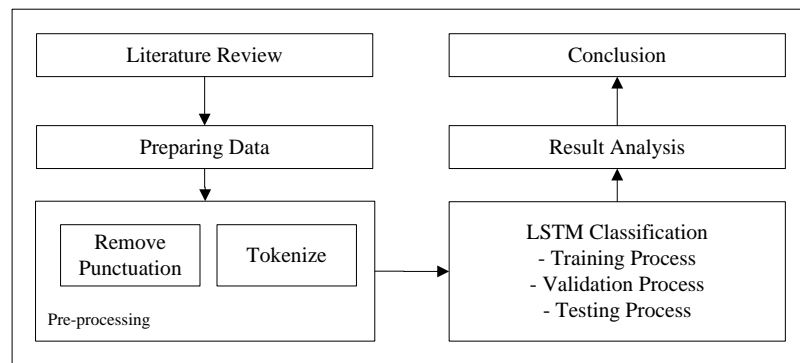 Literature Review
Preparing Data
Remove
Punctuation
Tokenize
Pre-processing
LSTM Classification
- Training Process
- Validation Process
- Testing Process
Result Analysis
Conclusion